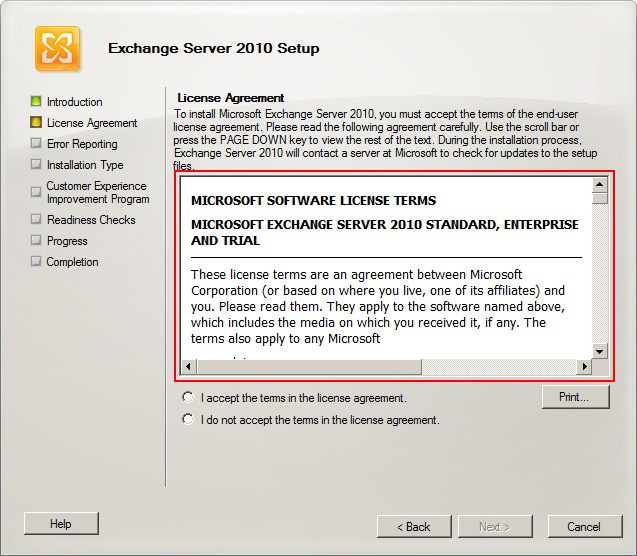 Exchange Server 2010 Setup
Introduction
License Agreement
Error Reporting
Installation Type
Customer Experience
Improvement Program
Readiness Checks
Progress
Completion
License Agreement
To install Microsoft Exchange Server 2010, you must accept the terms of the end-user
license agreement. Please read the following agreement carefully. Use the scroll bar or
press the PAGE DOWN key to view the rest of the text. During the installation process,
Exchange Server 2010 will contact a server at Microsoft to check for updates to the setup
files.
MICROSOFT SOFTWARE LICENSE TERMS
MICROSOFT EXCHANGE SERVER 2010 STANDARD, ENTERPRISE
AND TRIAL
These license terms are an agreement between Microsoft
Corporation (or based on where you live, one of its affiliates) and
you. Please read them. They apply to the software named above,
which includes the media on which you received it, if any. The
terms also apply to any Microsoft
I accept the terms in the license agreement.
Print...
I do not accept the terms in the license agreement.
Help
< Back
Next >
Cancel